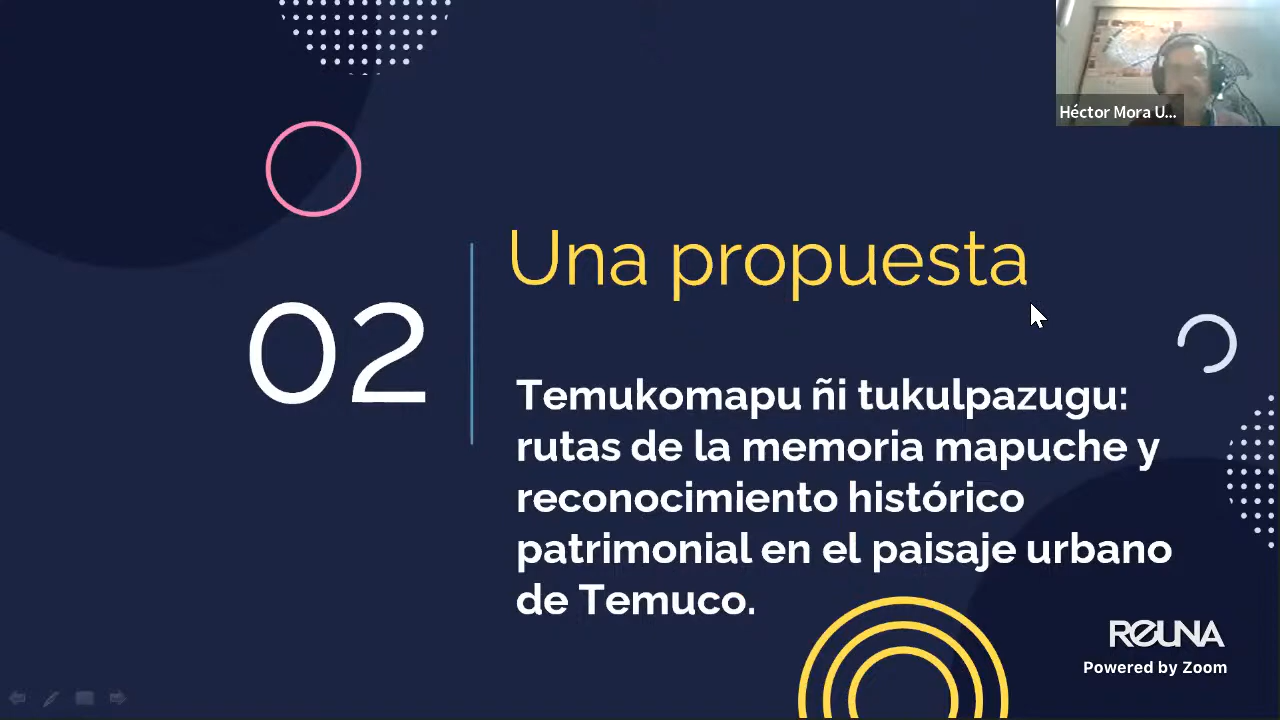 Héctor Mora U...
Una propuesta
02
Temukomapu ñi tukulpazugu:
rutas de la memoria mapuche y
reconocimiento histórico
patrimonial en el paisaje urbano
de Temuco.
REUNA
Powered by Zoom